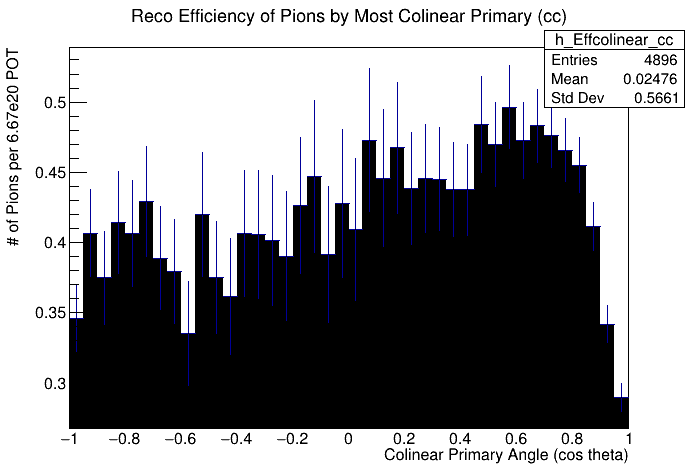 Reco Efficiency of Pions by Most Colinear Primary (cc)
h_Effcolinear_cc
Entries 4896
Mean 0.02476
Std Dev 0.5661
# of Pions per 6.67e20 POT
0.5
0.45
0.4
0.35
0.3
−1 −0.8 −0.6 −0.4 −0.2 0 0.2 0.4 0.6 0.8 1
Colinear Primary Angle (cos theta)